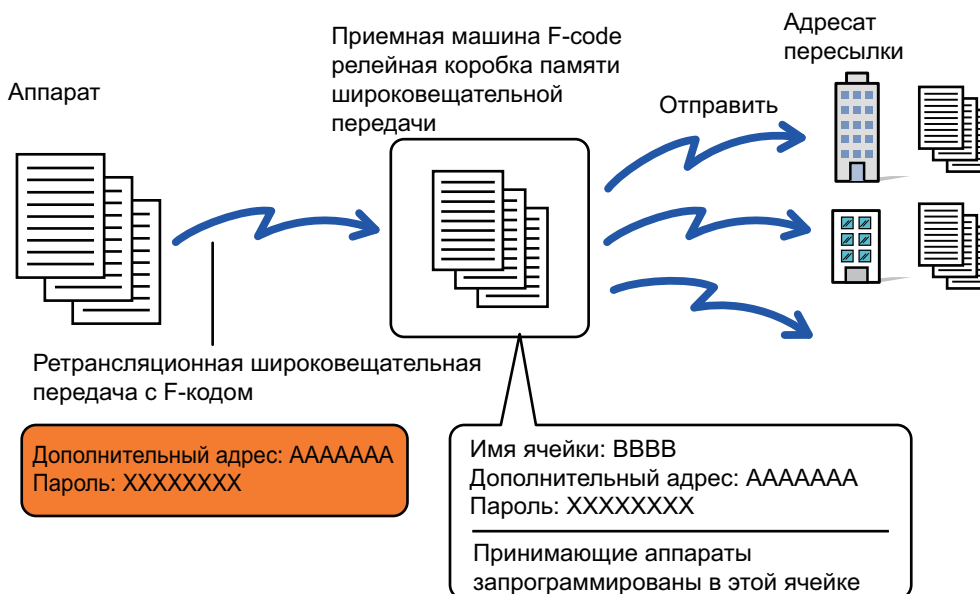 Аппарат
Приемная машина F-code
релейная коробка памяти
широковещательной
передачи
Отправить
Адресат
пересылки
Ретрансляционная широковещательная
передача с F-кодом
Дополнительный адрес: AAAAAAA
Пароль: XXXXXXXX
Имя ячейки: BBBB
Дополнительный адрес: AAAAAAA
Пароль: XXXXXXXX
Принимающие аппараты
запрограммированы в этой ячейке